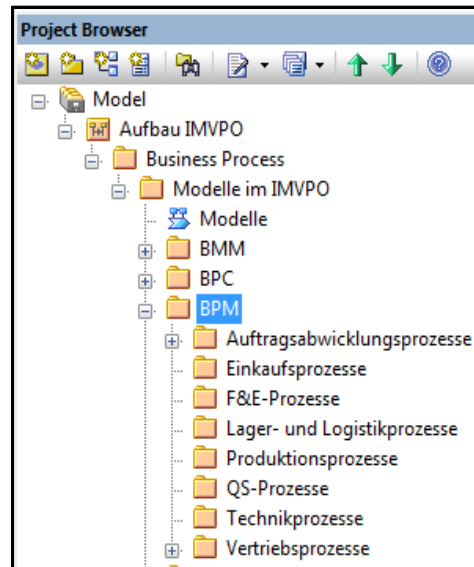 Project Browser
Model
Aufbau IMVPO
Business Process
Modelle im IMVPO
Modelle
BMM
BPC
BPM
Auftragsabwicklungsprozesse
Einkaufsprozesse
F&E-Prozesse
Lager- und Logistikprozesse
Produktionsprozesse
QS-Prozesse
Technikprozesse
Vertriebsprozesse